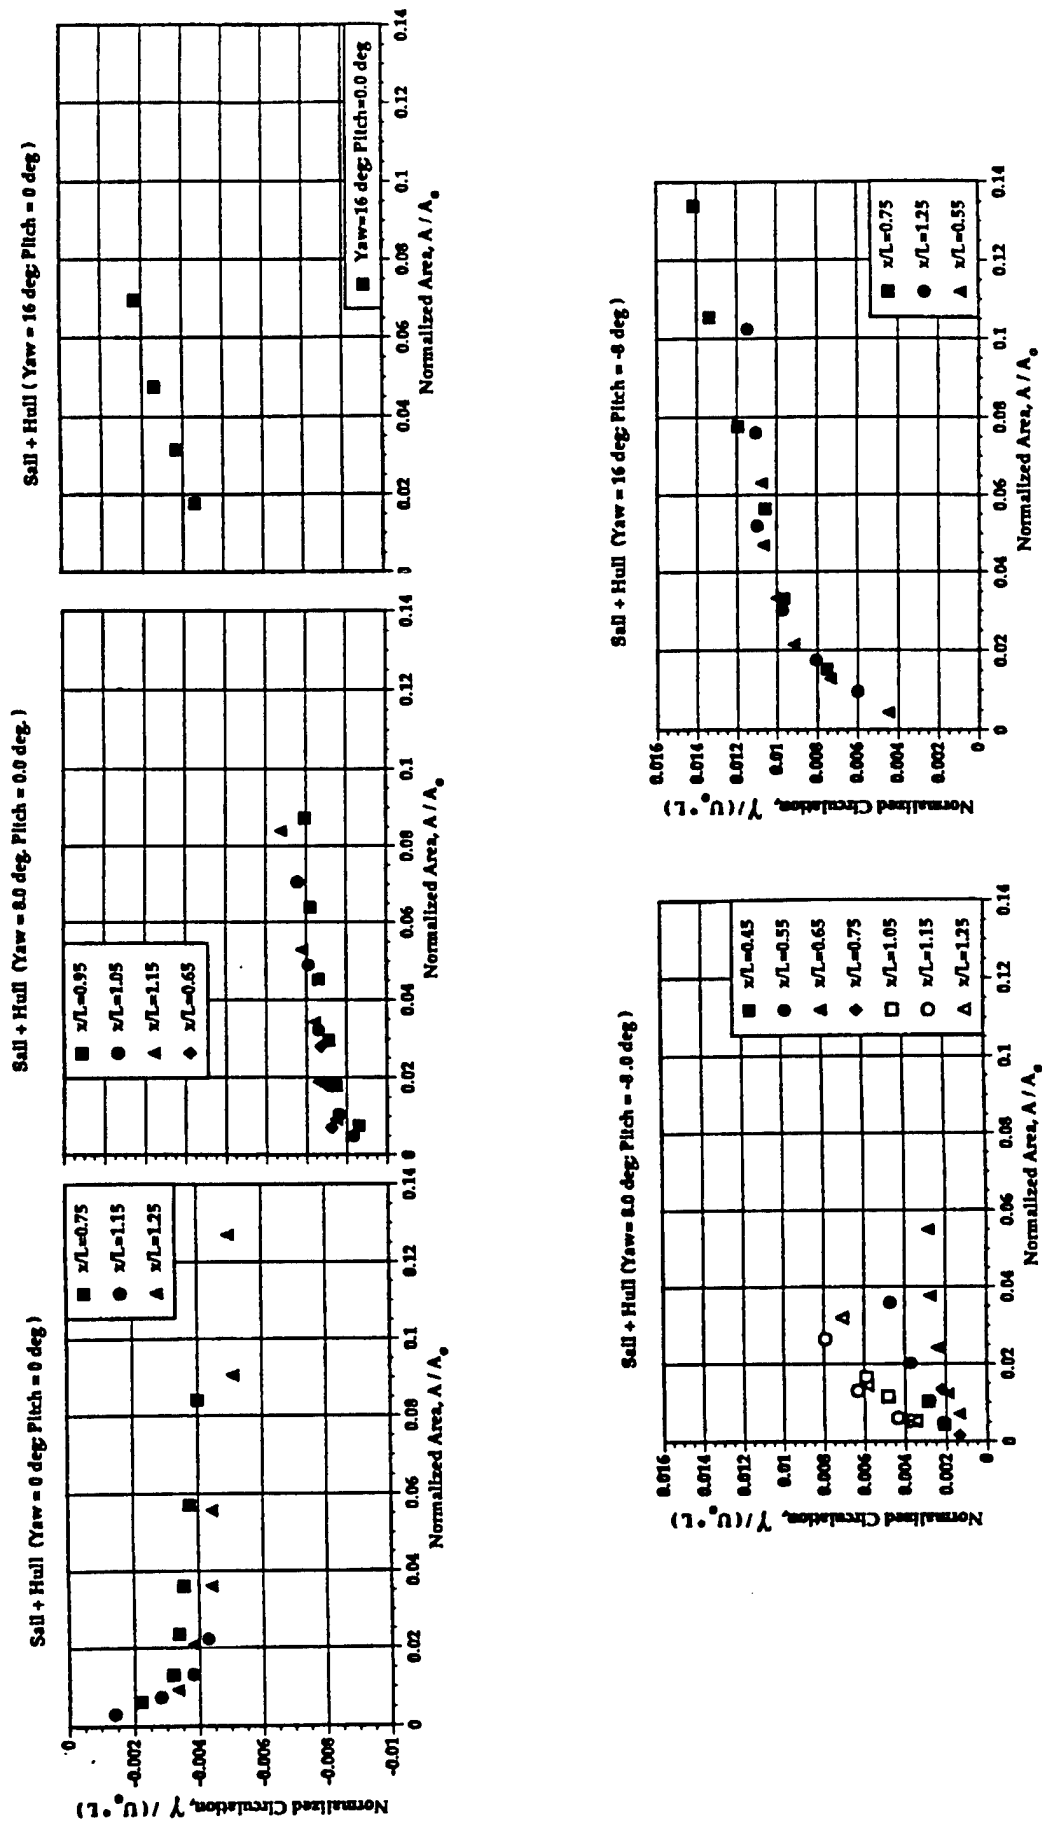 Sail + Hull (Yaw = 0 deg; Pitch = 0 deg)
0
-0.002
-0.004
-0.006
-0.008
-0.01
Normalized Circulation, γ / (U₀*L)
x/L=0.75
x/L=1.15
x/L=1.25
0
0.02
0.04
0.06
0.08
0.1
0.12
0.14
Normalized Area, A / A₀
Sail + Hull (Yaw = 8.0 deg. Pitch = 0.0 deg.)
x/L=0.95
x/L=1.05
x/L=1.15
x/L=0.65
0
0.02
0.04
0.06
0.08
0.1
0.12
0.14
Normalized Area, A / A₀
Sail + Hull ( Yaw = 16 deg; Pitch = 0 deg )
Yaw=16 deg; Pitch=0.0 deg
0
0.02
0.04
0.06
0.08
0.1
0.12
0.14
Normalized Area, A / A₀
Sail + Hull (Yaw= 8.0 deg; Pitch = -8.0 deg )
0.016
0.014
0.012
0.01
0.008
0.006
0.004
0.002
0
Normalized Circulation, γ / (U₀*L)
x/L=0.45
x/L=0.55
x/L=0.65
x/L=0.75
x/L=1.05
x/L=1.15
x/L=1.25
0
0.02
0.04
0.06
0.08
0.1
0.12
0.14
Normalized Area, A / A₀
Sail + Hull (Yaw = 16 deg; Pitch = -8 deg )
0.016
0.014
0.012
0.01
0.008
0.006
0.004
0.002
0
Normalized Circulation, γ / (U₀*L)
x/L=0.75
x/L=1.25
x/L=0.55
0
0.02
0.04
0.06
0.08
0.1
0.12
0.14
Normalized Area, A / A₀